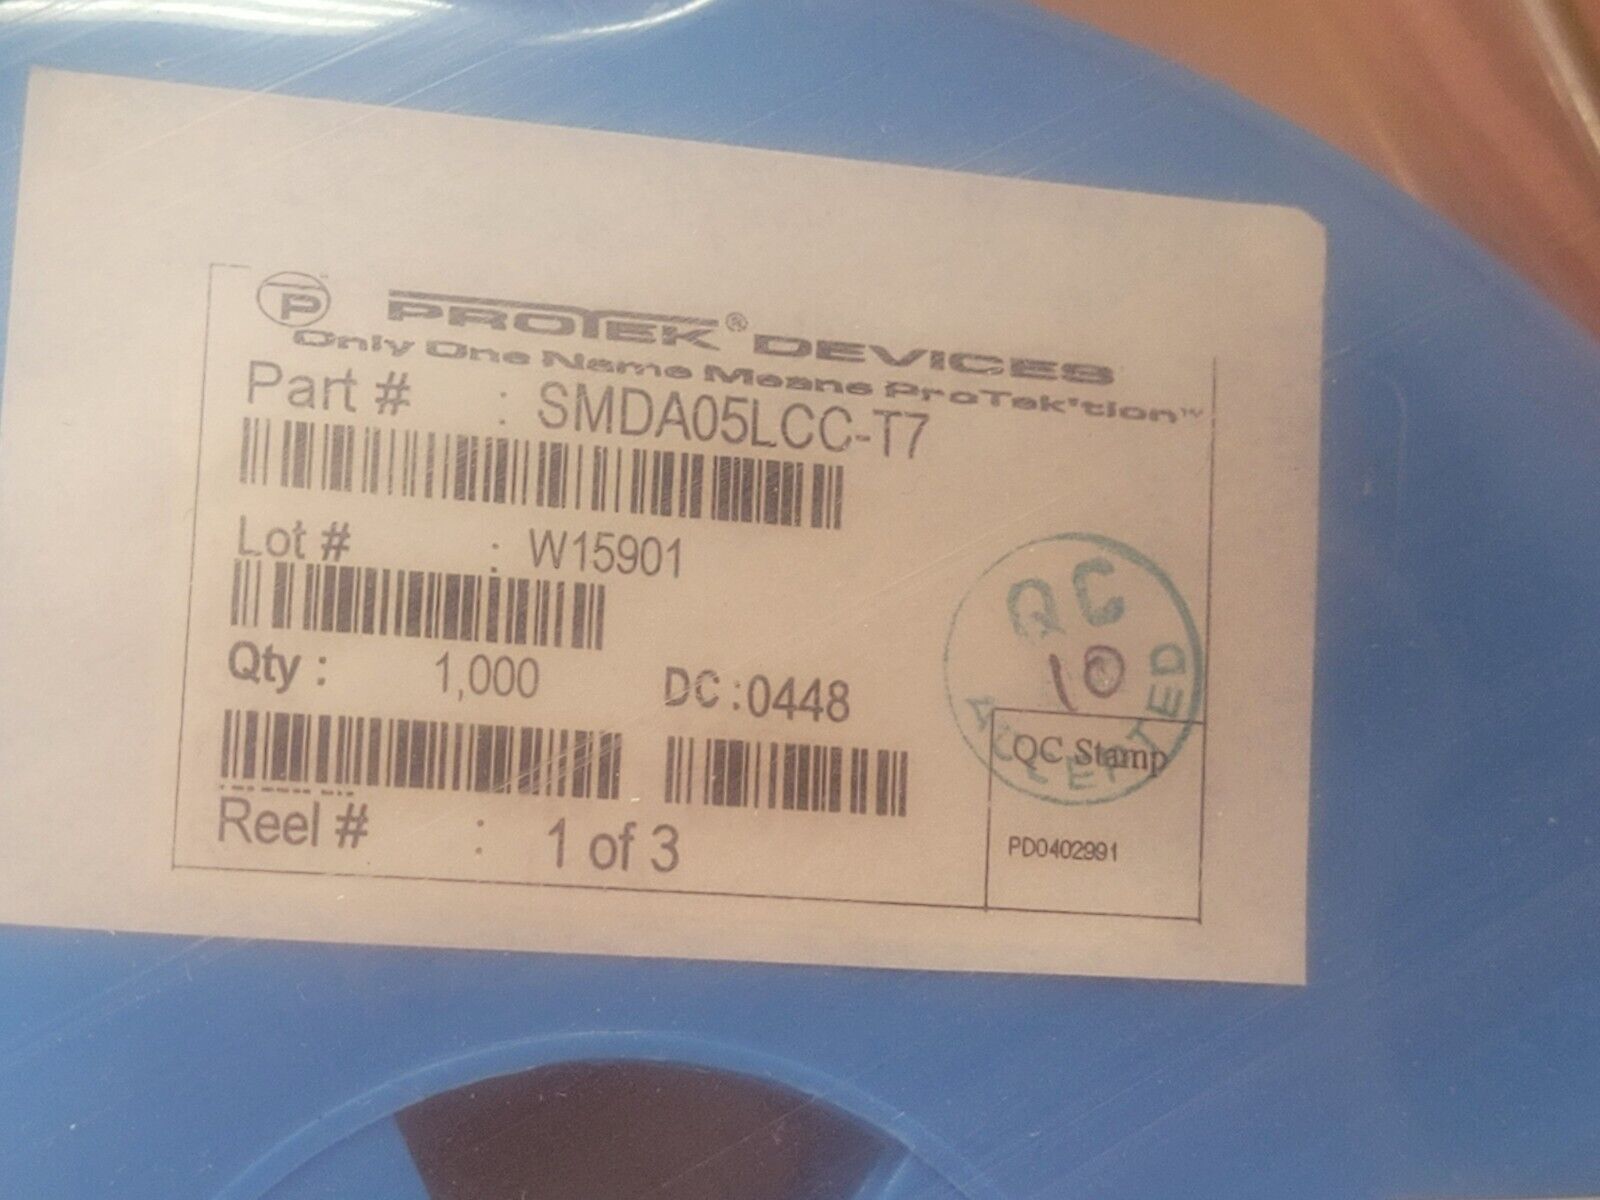 P PROTEK® DEVICES
Only One Name Means ProTek'tion™
Part # : SMDA05LCC-T7
Lot # : W15901
Qty : 1,000 DC :0448
Reel # : 1 of 3
QC
10
ACCEPTED
QC Stamp
PD0402991